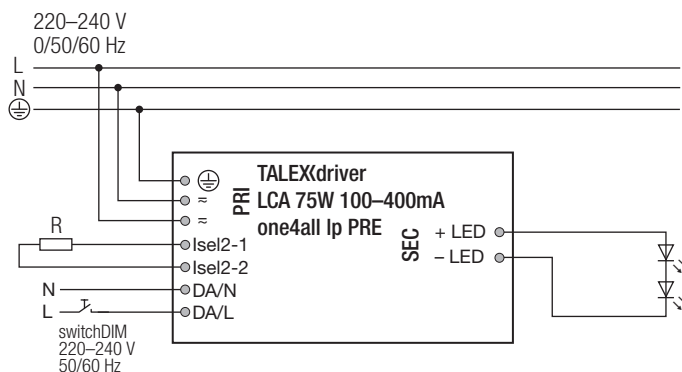 220–240 V
0/50/60 Hz
L
N
TALEXXdriver
LCA 75W 100–400mA
one4all lp PRE
PRI
≂
≂
SEC
+ LED
– LED
R
Isel2-1
Isel2-2
N
DA/N
L
DA/L
switchDIM
220–240 V
50/60 Hz